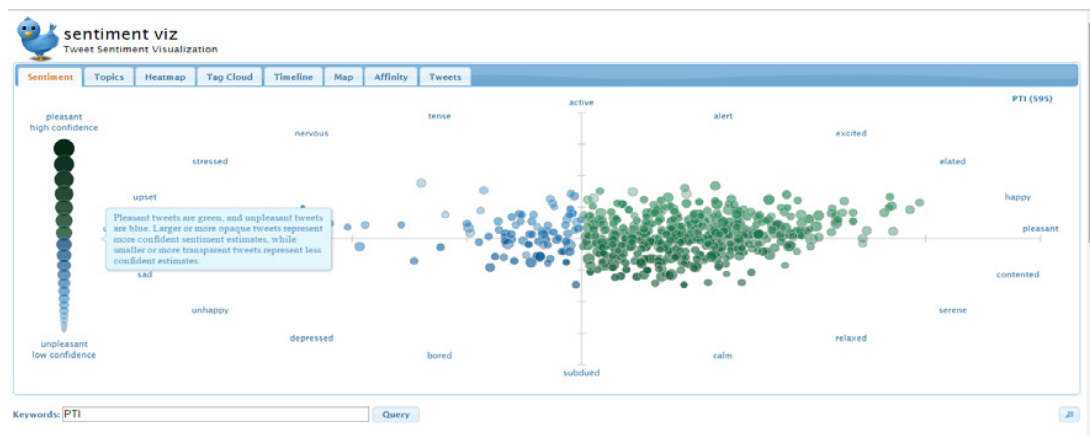 sentiment viz
Tweet Sentiment Visualization
Sentiment Topics Heatmap Tag Cloud Timeline Map Affinity Tweets
PTI (595)
active
tense alert
nervous excited
stressed elated
upset happy
pleasant
sad contented
unhappy serene
depressed relaxed
bored calm
subdued
pleasant
high confidence
Pleasant tweets are green, and unpleasant tweets
are blue. Larger or more opaque tweets represent
more confident sentiment estimates, while
smaller or more transparent tweets represent less
confident estimates.
unpleasant
low confidence
Keywords: PTI Query